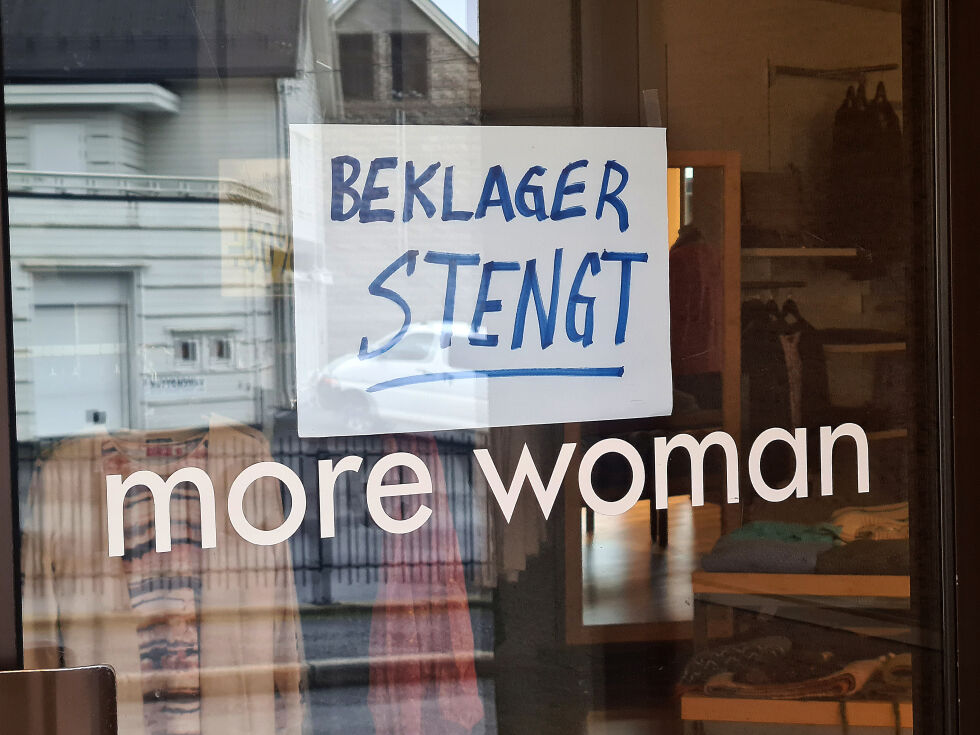 BEKLAGER
STENGT
more woman